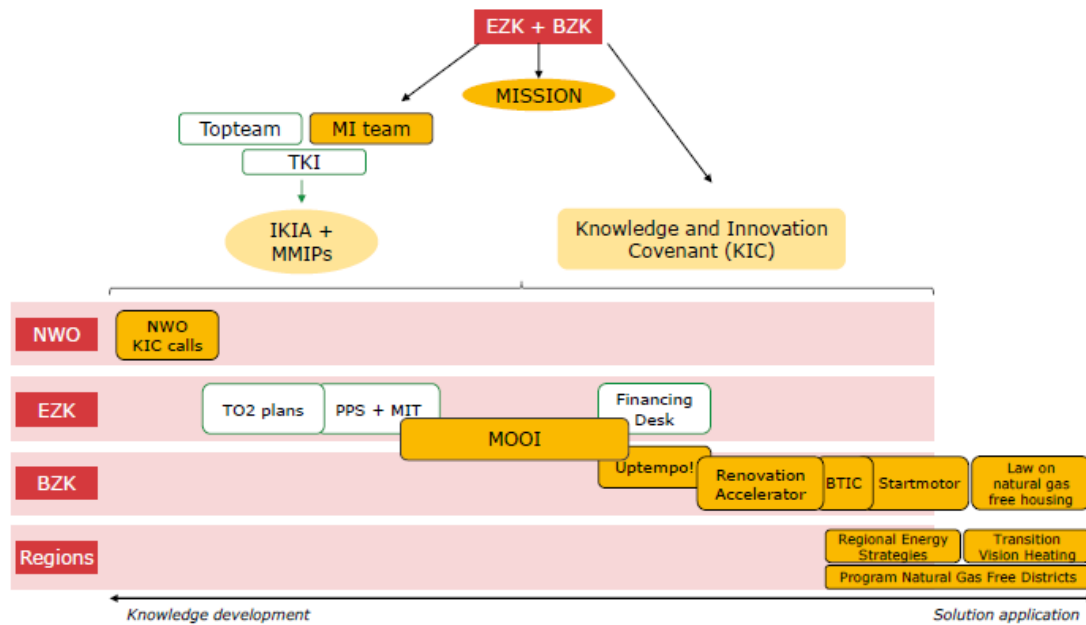 EZK + BZK
MISSION
Topteam
MI team
TKI
IKIA +
MMIPs
Knowledge and Innovation
Covenant (KIC)
NWO
NWO
KIC calls
EZK
TO2 plans
PPS + MIT
Financing
Desk
MOOI
BZK
Uptempo!
Renovation
Accelerator
BTIC
Startmotor
Law on
natural gas
free housing
Regions
Regional Energy
Strategies
Transition
Vision Heating
Program Natural Gas Free Districts
Knowledge development
Solution application